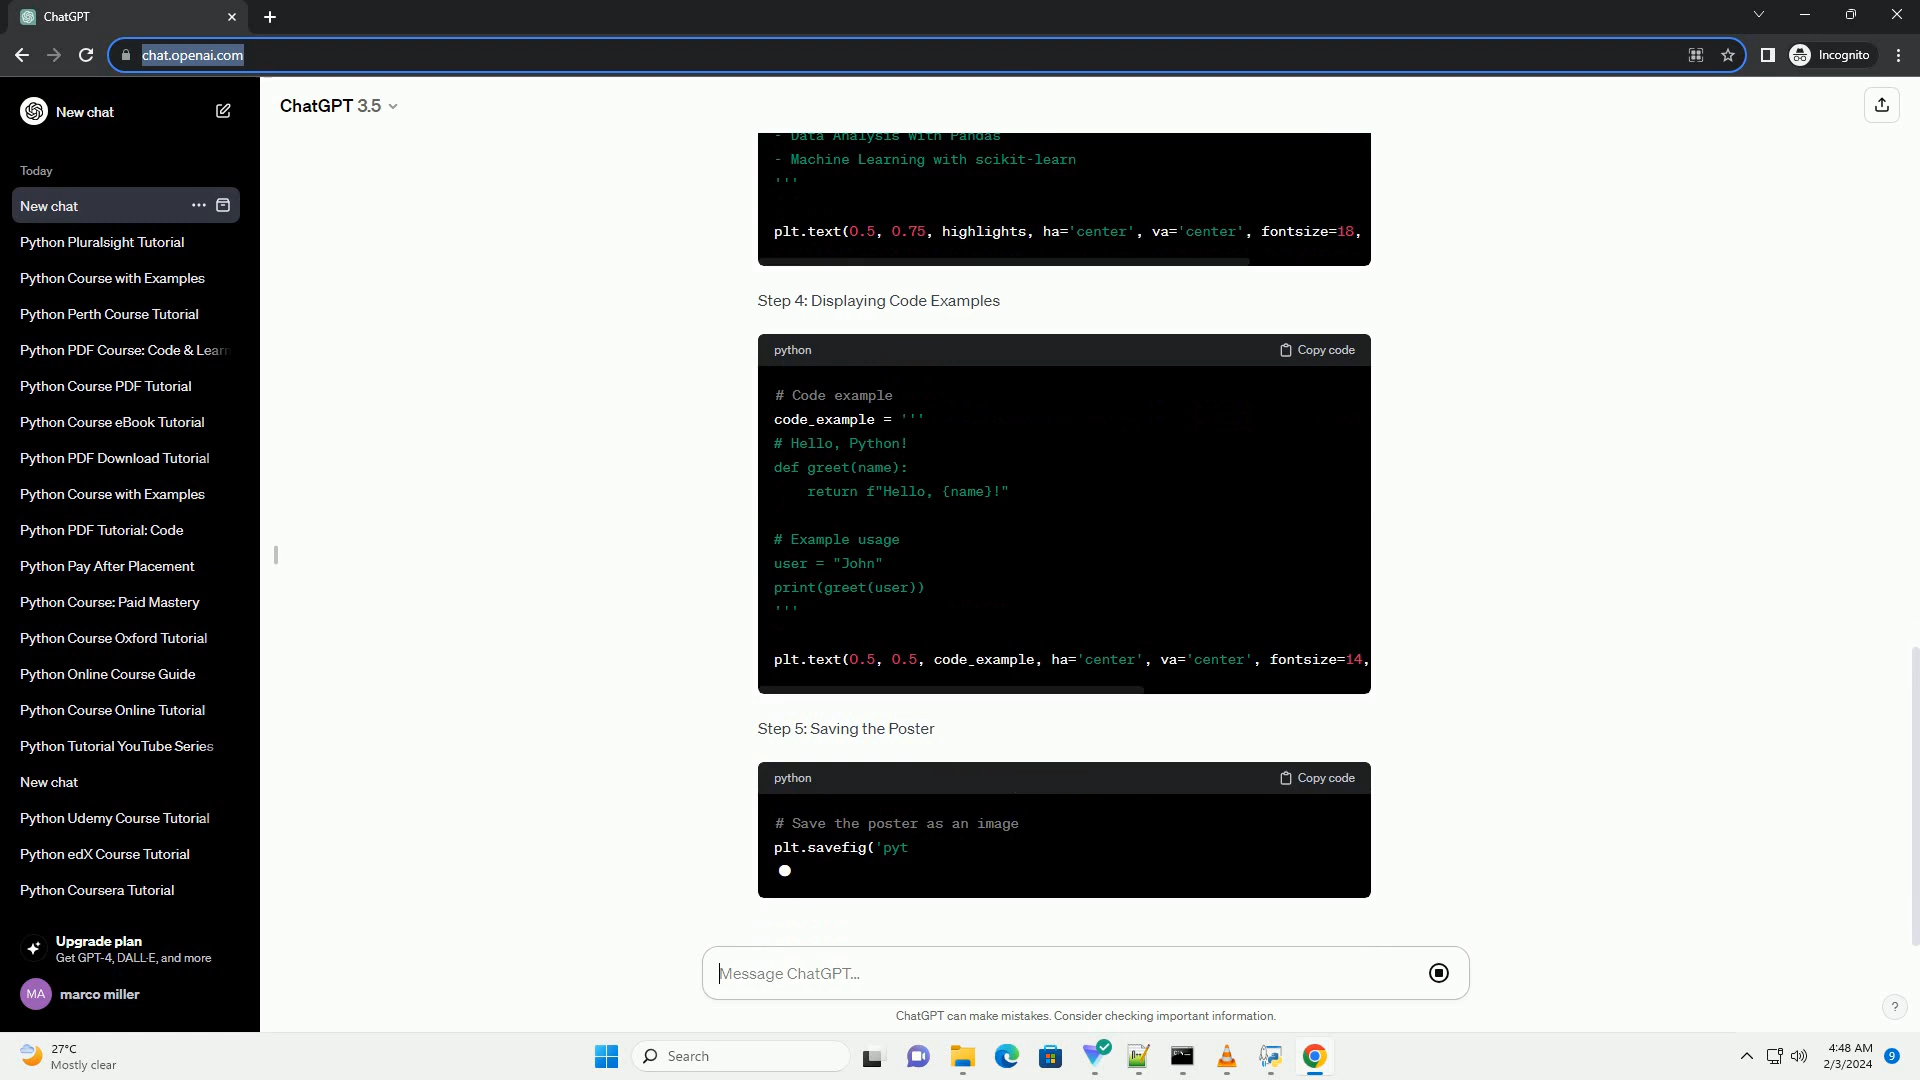 ChatGPT
chat.openai.com
Incognito
New chat
Today
New chat
Python Pluralsight Tutorial
Python Course with Examples
Python Perth Course Tutorial
Python PDF Course: Code & Learn
Python Course PDF Tutorial
Python Course eBook Tutorial
Python PDF Download Tutorial
Python Course with Examples
Python PDF Tutorial: Code
Python Pay After Placement
Python Course: Paid Mastery
Python Course Oxford Tutorial
Python Online Course Guide
Python Course Online Tutorial
Python Tutorial YouTube Series
New chat
Python Udemy Course Tutorial
Python edX Course Tutorial
Python Coursera Tutorial
Upgrade plan
Get GPT-4, DALL·E, and more
MA marco miller
ChatGPT 3.5
- Data Analysis with Pandas
- Machine Learning with scikit-learn
'''
plt.text(0.5, 0.75, highlights, ha='center', va='center', fontsize=18,
Step 4: Displaying Code Examples
python Copy code
# Code example
code_example = '''
# Hello, Python!
def greet(name):
    return f"Hello, {name}!"
# Example usage
user = "John"
print(greet(user))
'''
plt.text(0.5, 0.5, code_example, ha='center', va='center', fontsize=14,
Step 5: Saving the Poster
python Copy code
# Save the poster as an image
plt.savefig('pyt
Message ChatGPT...
ChatGPT can make mistakes. Consider checking important information.
?
27°C
Mostly clear
Search
4:48 AM
2/3/2024
9